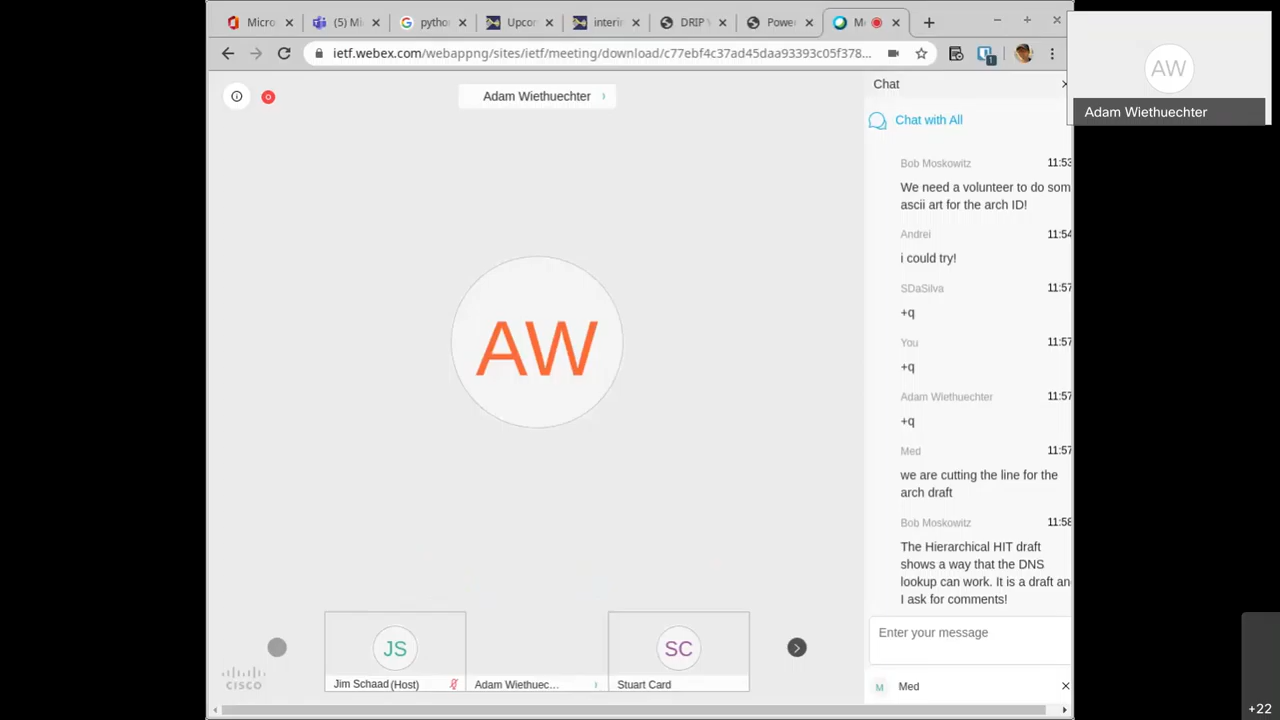 Micro
(5) Mi
pytho
Upcon
interin
DRIP
Power
M
ietf.webex.com/webappng/sites/ietf/meeting/download/c77ebf4c37ad45daa93393c05f378...
1
Adam Wiethuechter
Chat
Chat with All
Bob Moskowitz 11:53
We need a volunteer to do som
ascii art for the arch ID!
Andrei 11:54
i could try!
SDaSilva 11:57
+q
You 11:57
+q
Adam Wiethuechter 11:57
+q
Med 11:57
we are cutting the line for the
arch draft
Bob Moskowitz 11:58
The Hierarchical HIT draft
shows a way that the DNS
lookup can work. It is a draft an
I ask for comments!
Enter your message
M Med
AW
JS
Jim Schaad (Host)
Adam Wiethuec...
SC
Stuart Card
CISCO
AW
Adam Wiethuechter
+22